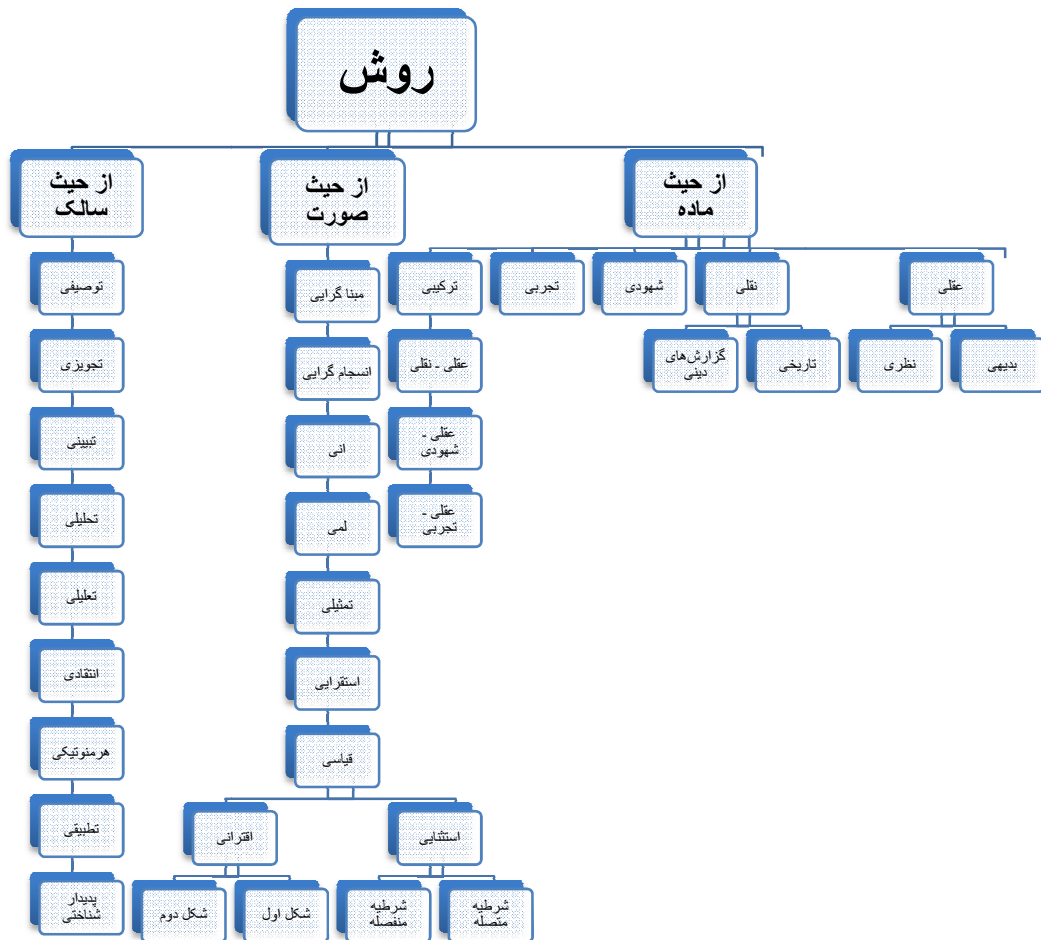 روش
از حیث
ماده
از حیث
صورت
از حیث
سالک
عقلی
نقلی
شهودی
تجربی
ترکیبی
بدیهی
نظری
تاریخی
گزارش‌های
دینی
عقلی - نقلی
عقلی -
شهودی
عقلی -
تجربی
مبنا گرایی
انسجام گرایی
انی
لمی
تمثیلی
استقرایی
قیاسی
استثنایی
اقترانی
شرطیه
متصله
شرطیه
منفصله
شکل اول
شکل دوم
توصیفی
تجویزی
تبیینی
تحلیلی
تعلیلی
انتقادی
هرمنوتیکی
تطبیقی
پدیدار
شناختی